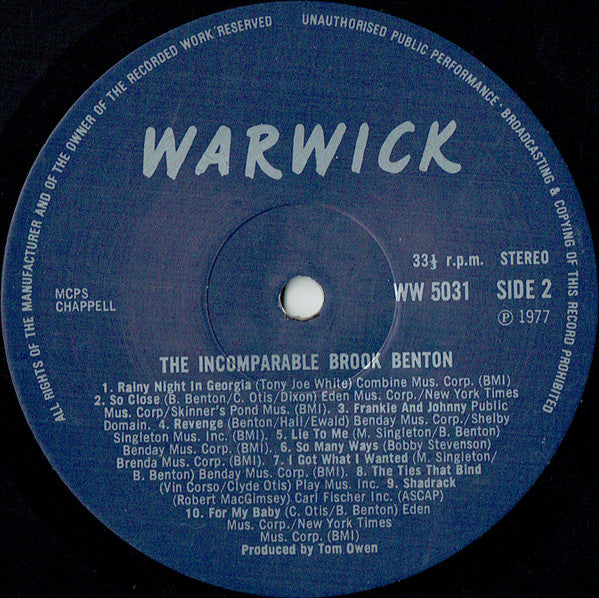 ALL RIGHTS OF THE MANUFACTURER AND OF THE OWNER OF THE RECORDED WORK RESERVED
UNAUTHORISED PUBLIC PERFORMANCE · BROADCASTING & COPYING OF THIS RECORD PROHIBITED
WARWICK
33⅓ r.p.m. STEREO
MCPS
CHAPPELL
WW 5031 SIDE 2
Ⓟ 1977
THE INCOMPARABLE BROOK BENTON
1. Rainy Night In Georgia (Tony Joe White) Combine Mus. Corp. (BMI)
2. So Close (B. Benton/C. Otis/Dixon) Eden Mus. Corp./New York Times
Mus. Corp/Skinner's Pond Mus. (BMI). 3. Frankie And Johnny Public
Domain. 4. Revenge (Benton/Hall/Ewald) Benday Mus. Corp./Shelby
Singleton Mus. Inc. (BMI). 5. Lie To Me (M. Singleton/B. Benton)
Benday Mus. Corp. (BMI). 6. So Many Ways (Bobby Stevenson)
Brenda Mus. Corp. (BMI). 7. I Got What I Wanted (M. Singleton/
B. Benton) Benday Mus. Corp. (BMI). 8. The Ties That Bind
(Vin Corso/Clyde Otis) Play Mus. Inc. 9. Shadrack
(Robert MacGimsey) Carl Fischer Inc. (ASCAP)
10. For My Baby (C. Otis/B. Benton) Eden
Mus. Corp./New York Times
Mus. Corp. (BMI)
Produced by Tom Owen